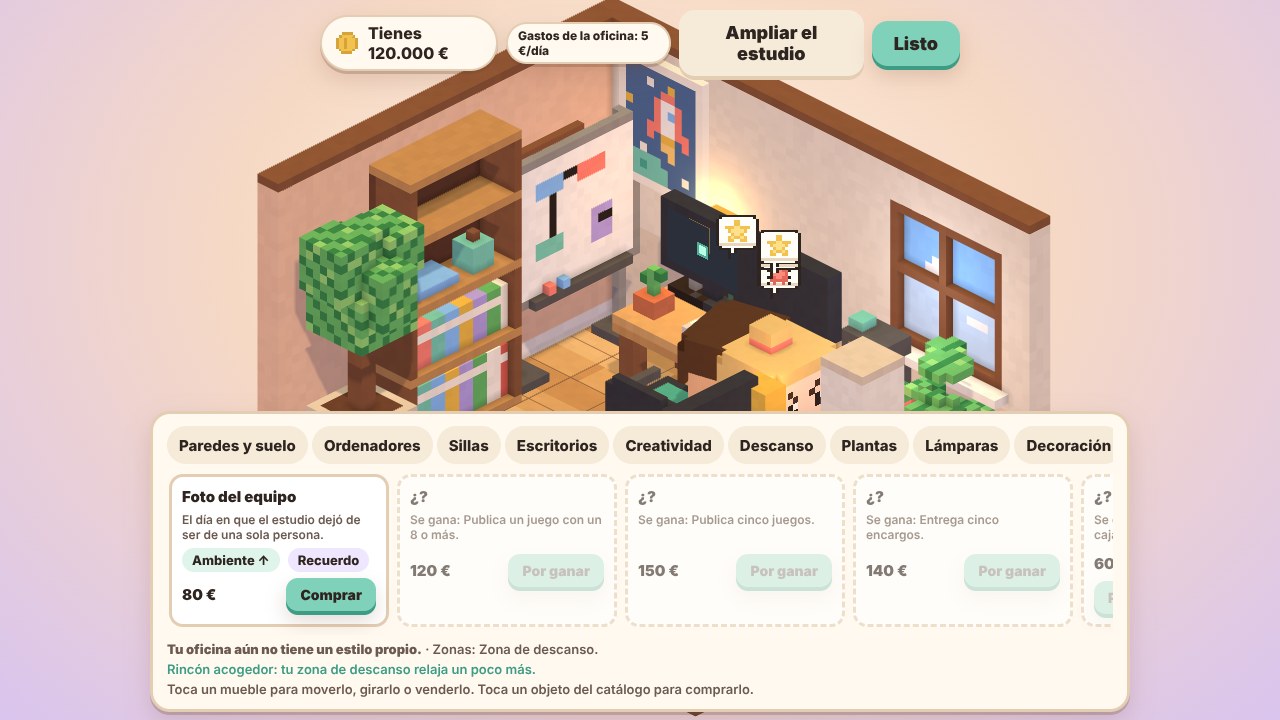 Tienes
120.000 €
Gastos de la oficina: 5
€/día
Ampliar el
estudio
Listo
Paredes y suelo
Ordenadores
Sillas
Escritorios
Creatividad
Descanso
Plantas
Lámparas
Decoración
Foto del equipo
El día en que el estudio dejó de
ser de una sola persona.
Ambiente ↑
Recuerdo
80 €
Comprar
¿?
Se gana: Publica un juego con un
8 o más.
120 €
Por ganar
¿?
Se gana: Publica cinco juegos.
150 €
Por ganar
¿?
Se gana: Entrega cinco
encargos.
140 €
Por ganar
¿?
Se
60
Tu oficina aún no tiene un estilo propio. · Zonas: Zona de descanso.
Rincón acogedor: tu zona de descanso relaja un poco más.
Toca un mueble para moverlo, girarlo o venderlo. Toca un objeto del catálogo para comprarlo.